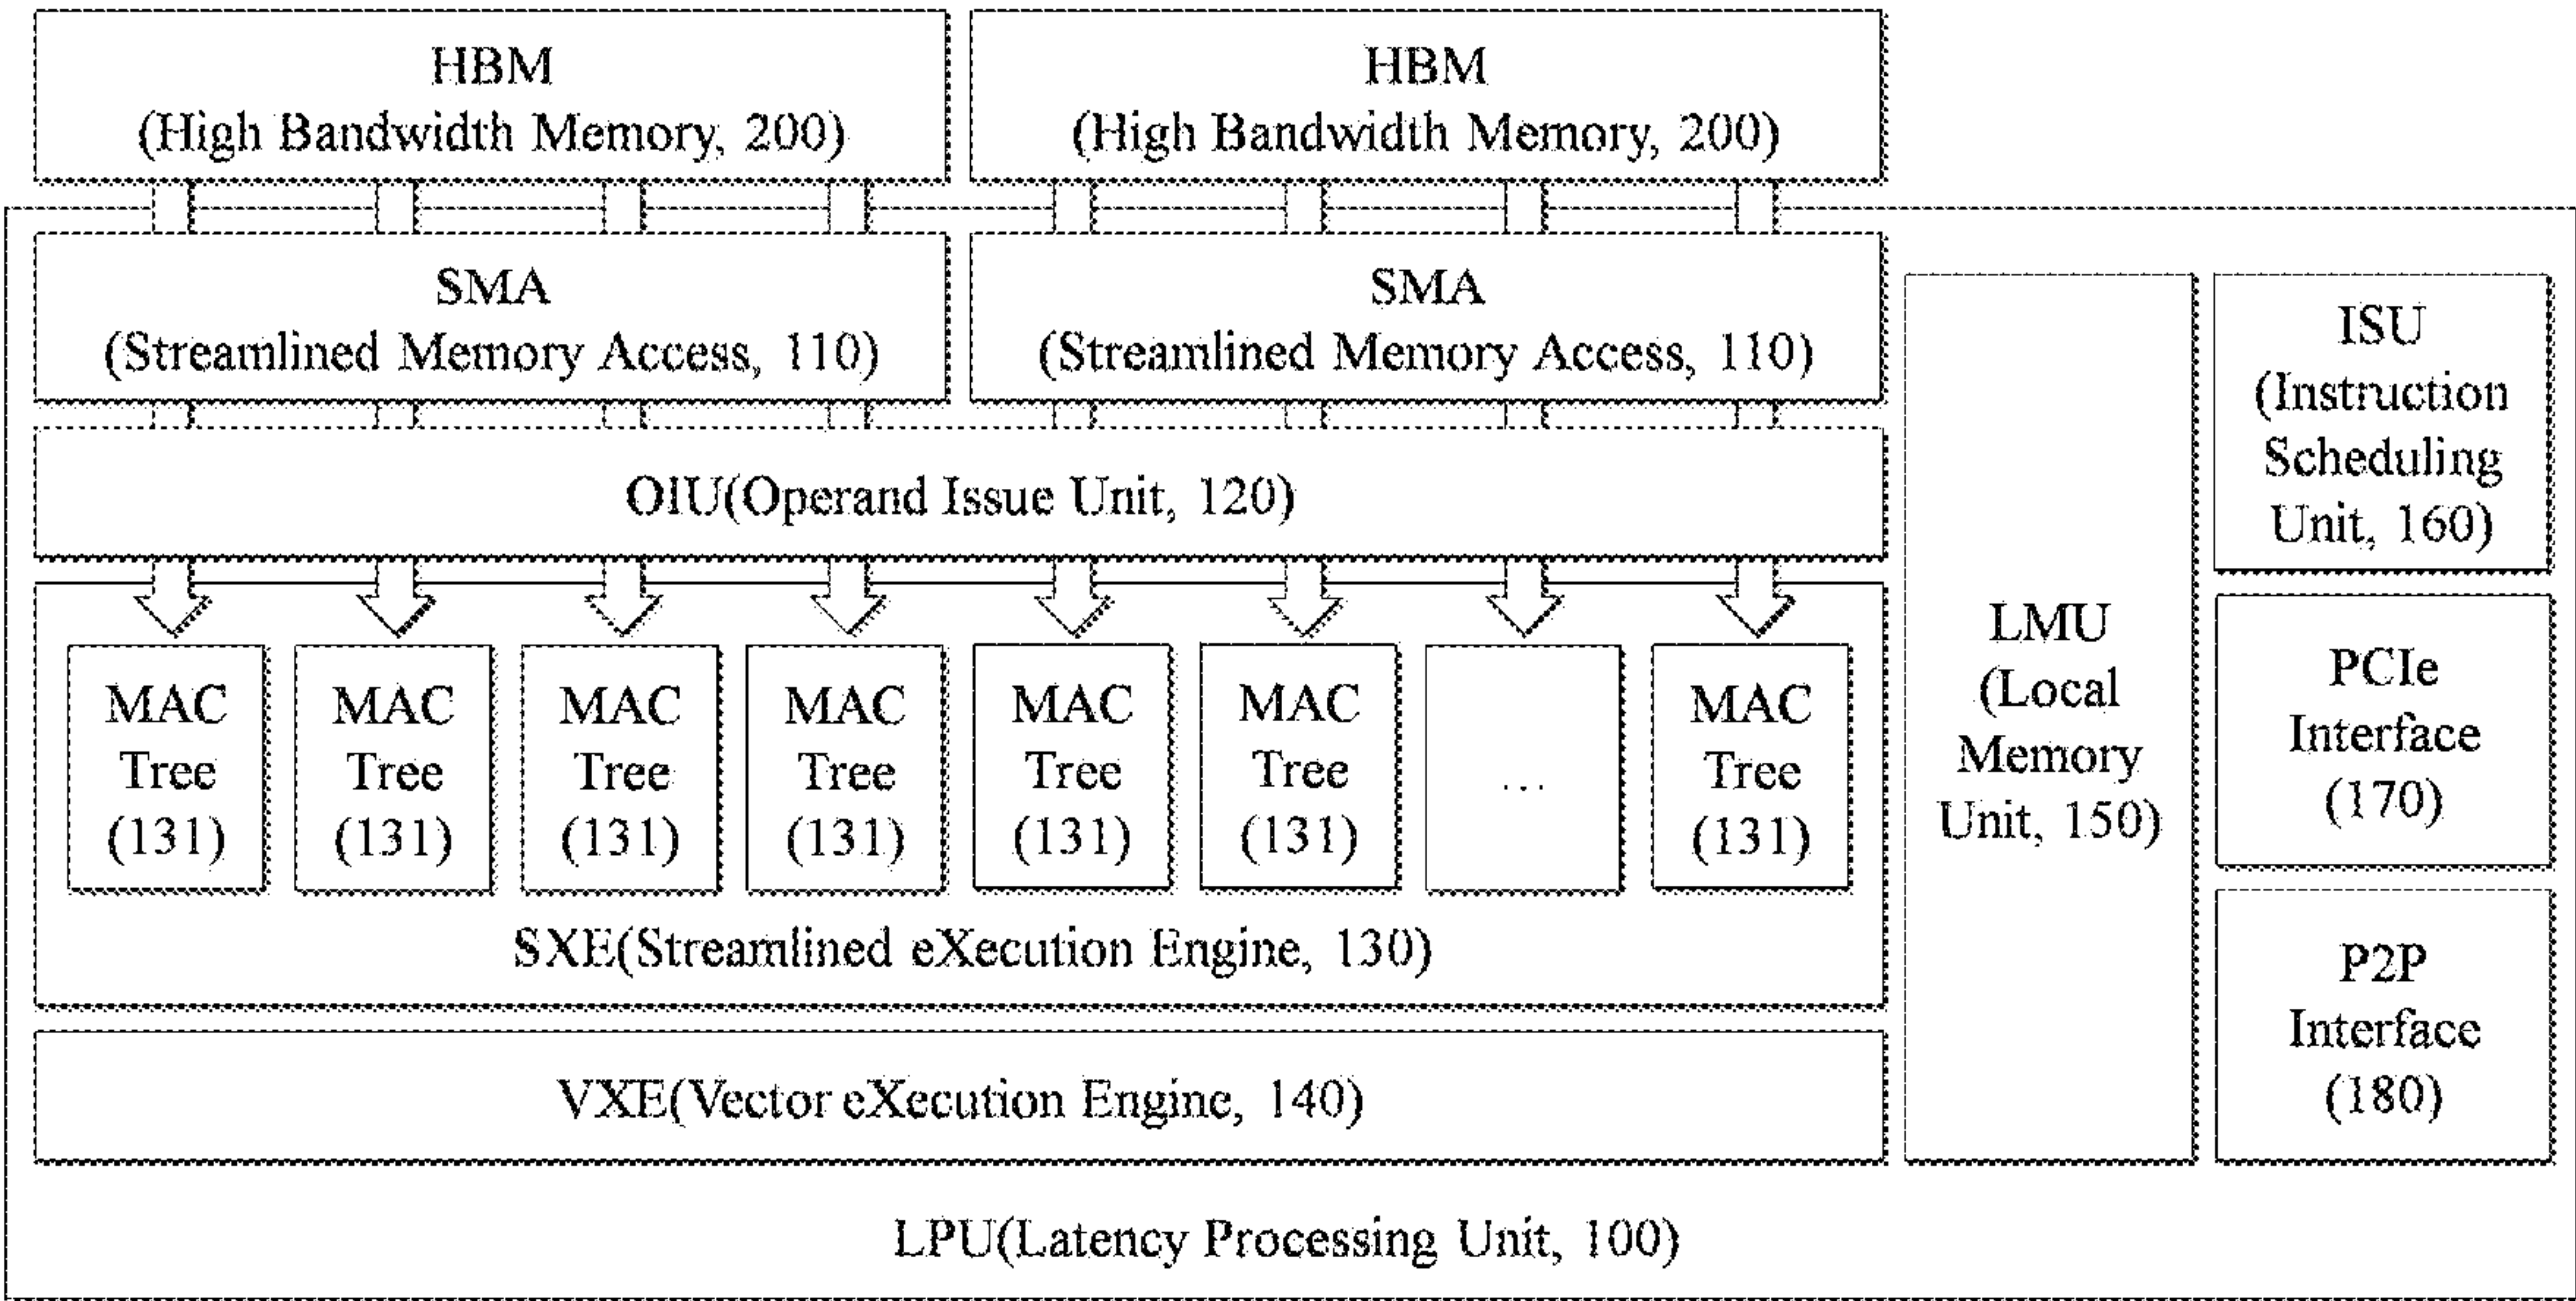 HBM
(High Bandwidth Memory, 200)
HBM
(High Bandwidth Memory, 200)
SMA
(Streamlined Memory Access, 110)
SMA
(Streamlined Memory Access, 110)
OIU(Operand Issue Unit, 120)
MAC
Tree
(131)
MAC
Tree
(131)
MAC
Tree
(131)
MAC
Tree
(131)
MAC
Tree
(131)
MAC
Tree
(131)
...
MAC
Tree
(131)
SXE(Streamlined eXecution Engine, 130)
VXE(Vector eXecution Engine, 140)
LMU
(Local
Memory
Unit, 150)
ISU
(Instruction
Scheduling
Unit, 160)
PCIe
Interface
(170)
P2P
Interface
(180)
LPU(Latency Processing Unit, 100)